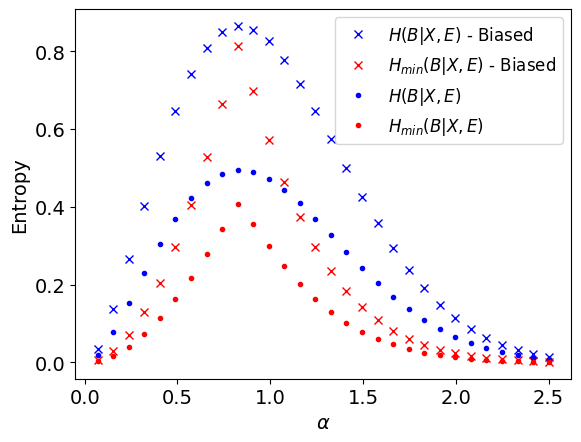 H(B|X, E) - Biased
H_min(B|X, E) - Biased
H(B|X, E)
H_min(B|X, E)
Entropy
0.8
0.6
0.4
0.2
0.0
0.0 0.5 1.0 1.5 2.0 2.5
α